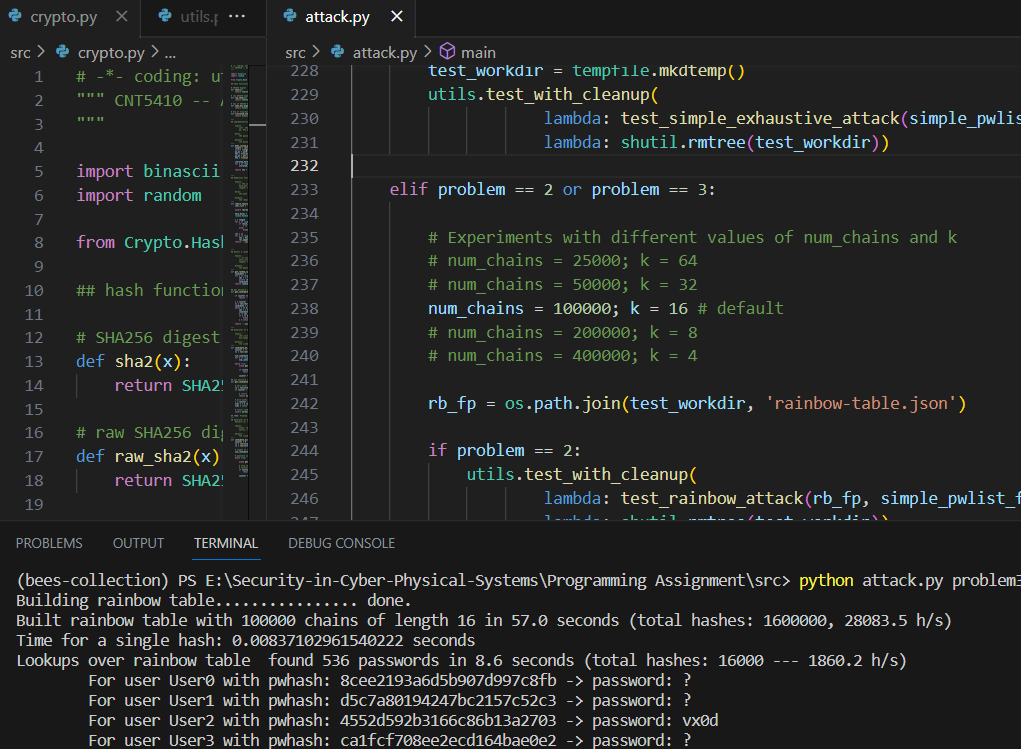 crypto.py
utils.p
...
attack.py
src > crypto.py > ...
1 # -*- coding: u
2 """ CNT5410 --
3 """
4
5 import binascii
6 import random
7
8 from Crypto.Has
9
10 ## hash function
11
12 # SHA256 digest
13 def sha2(x):
14 return SHA25
15
16 # raw SHA256 dig
17 def raw_sha2(x)
18 return SHA25
19
src > attack.py > main
228 test_workdir = tempfile.mkdtemp()
229 utils.test_with_cleanup(
230 lambda: test_simple_exhaustive_attack(simple_pwlis
231 lambda: shutil.rmtree(test_workdir))
232
233 elif problem == 2 or problem == 3:
234
235 # Experiments with different values of num_chains and k
236 # num_chains = 25000; k = 64
237 # num_chains = 50000; k = 32
238 num_chains = 100000; k = 16 # default
239 # num_chains = 200000; k = 8
240 # num_chains = 400000; k = 4
241
242 rb_fp = os.path.join(test_workdir, 'rainbow-table.json')
243
244 if problem == 2:
245 utils.test_with_cleanup(
246 lambda: test_rainbow_attack(rb_fp, simple_pwlist_f
247 lambda: shutil.rmtree(test_workdir))
PROBLEMS OUTPUT TERMINAL DEBUG CONSOLE
(bees-collection) PS E:\Security-in-Cyber-Physical-Systems\Programming Assignment\src> python attack.py problem3
Building rainbow table................ done.
Built rainbow table with 100000 chains of length 16 in 57.0 seconds (total hashes: 1600000, 28083.5 h/s)
Time for a single hash: 0.00837102961540222 seconds
Lookups over rainbow table  found 536 passwords in 8.6 seconds (total hashes: 16000 --- 1860.2 h/s)
For user User0 with pwhash: 8cee2193a6d5b907d997c8fb -> password: ?
For user User1 with pwhash: d5c7a80194247bc2157c52c3 -> password: ?
For user User2 with pwhash: 4552d592b3166c86b13a2703 -> password: vx0d
For user User3 with pwhash: ca1fcf708ee2ecd164bae0e2 -> password: ?